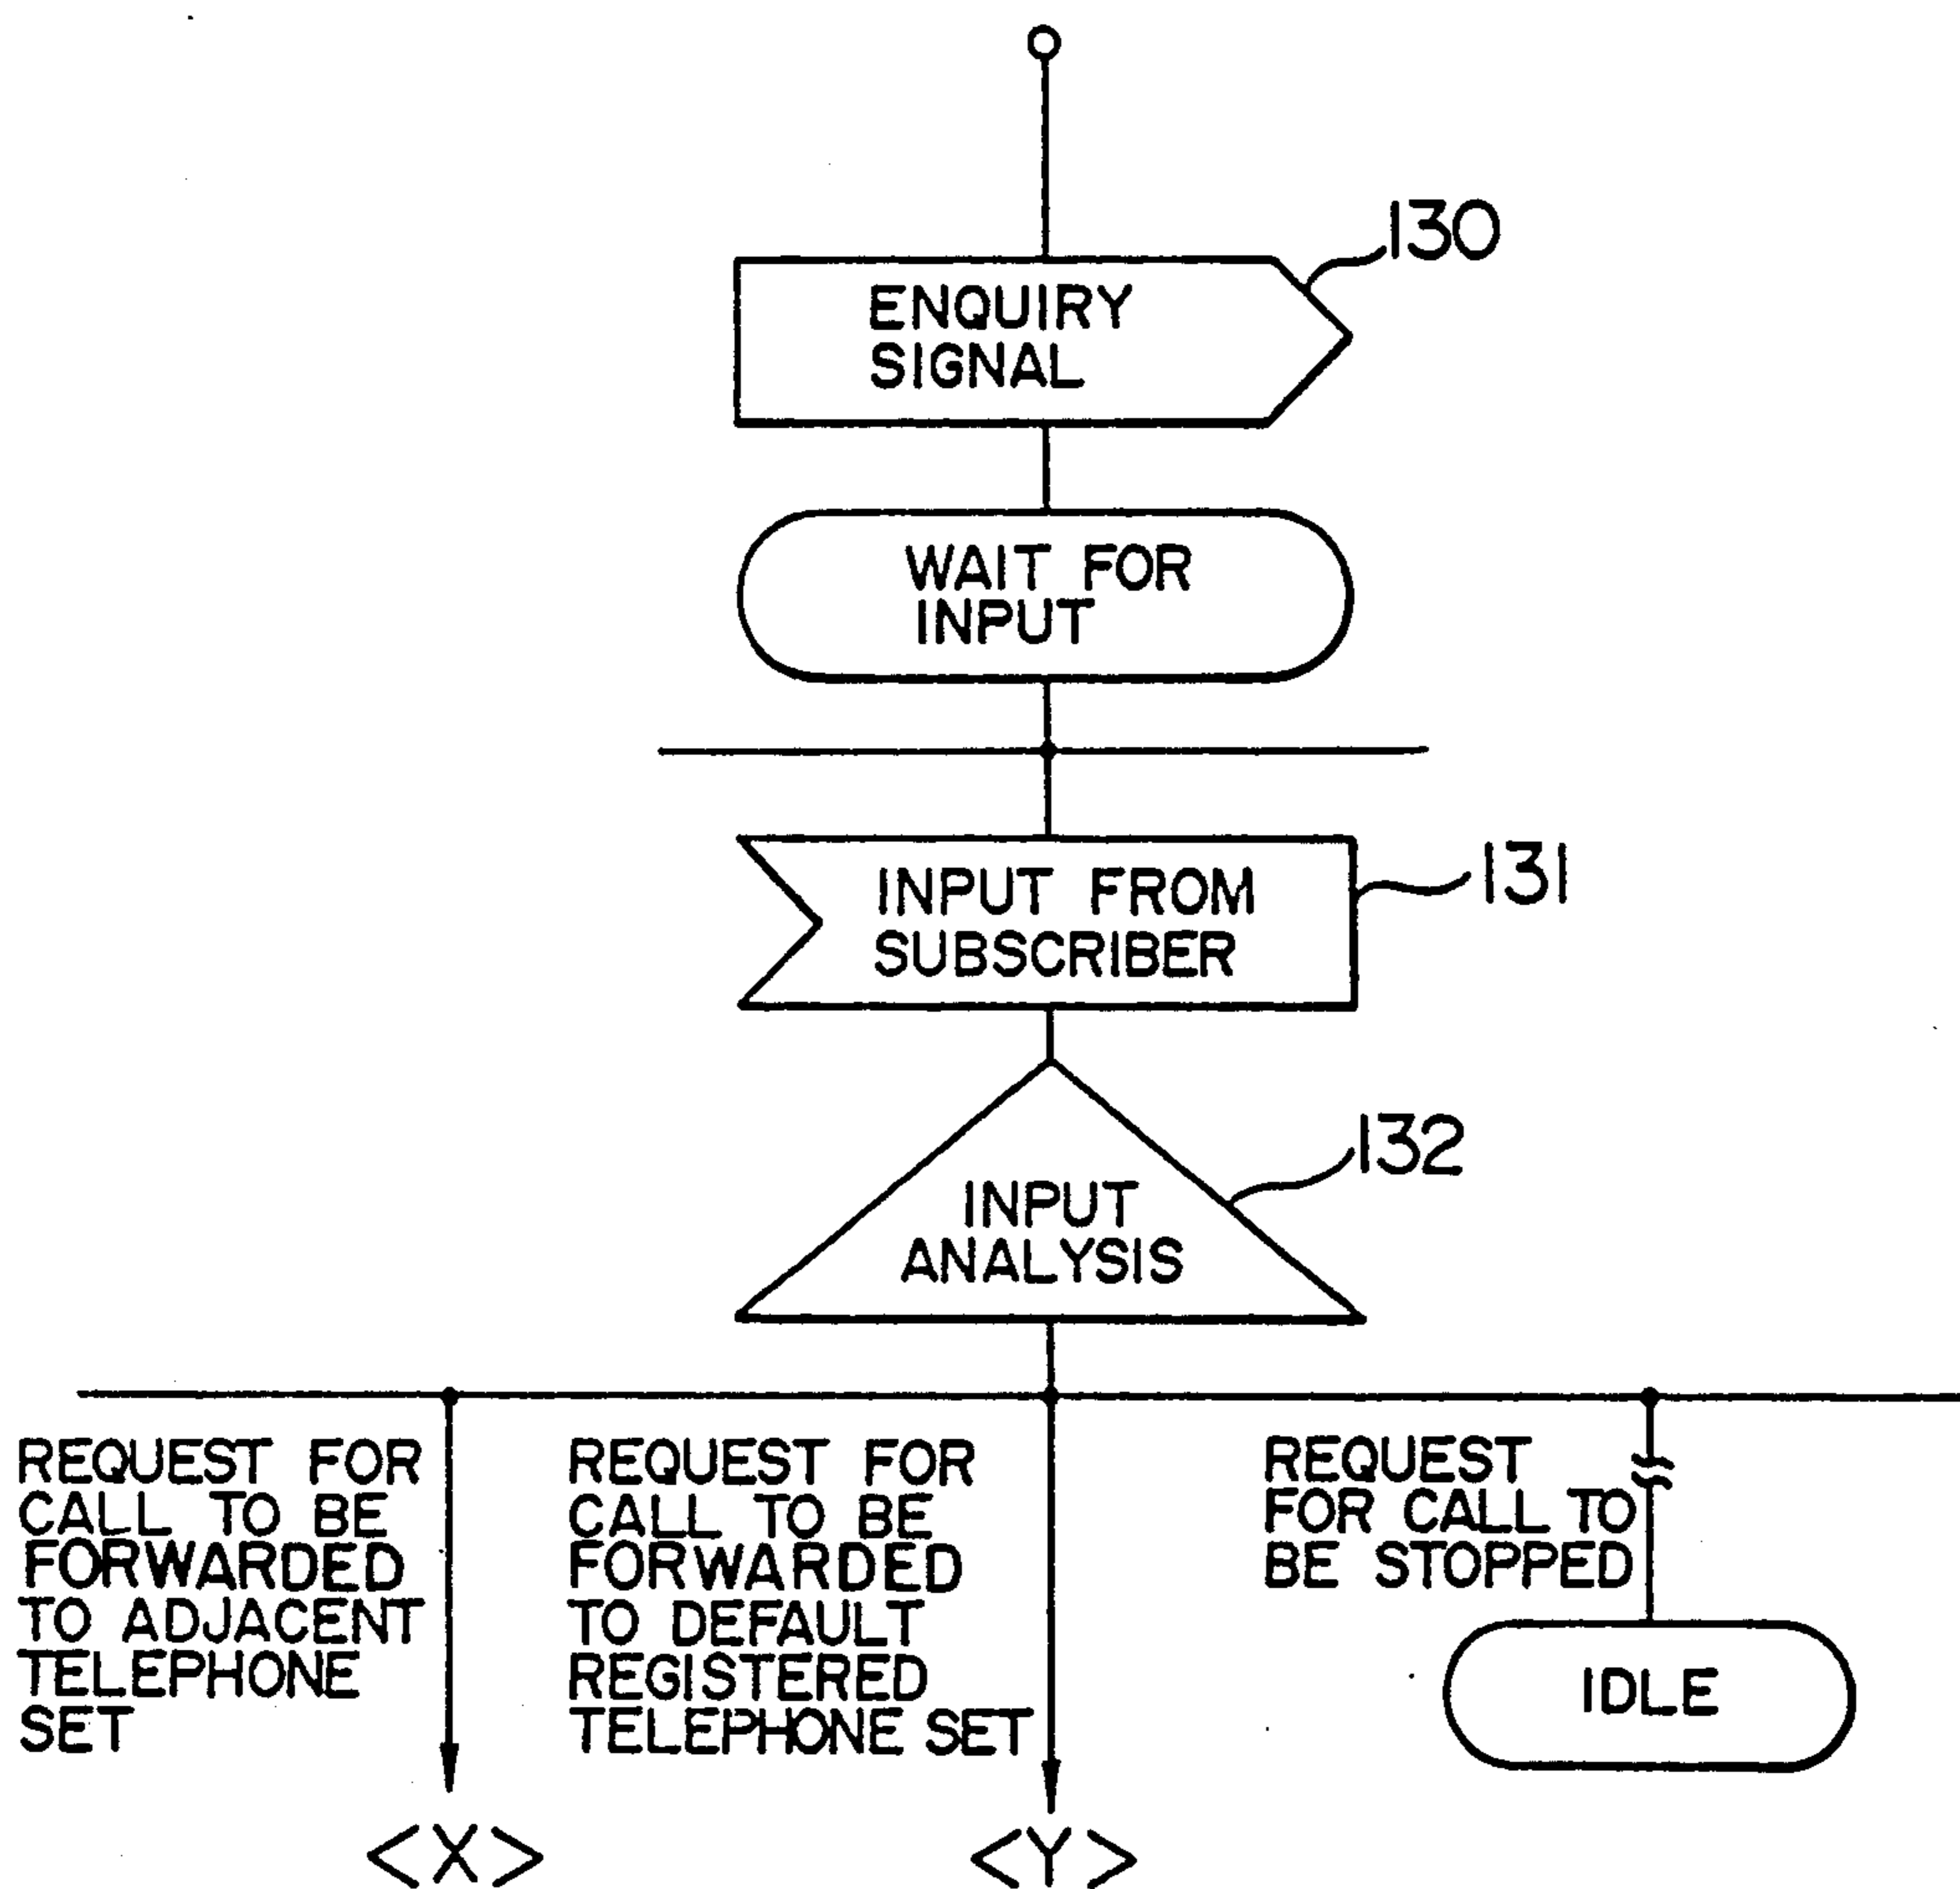 130
ENQUIRY
SIGNAL
WAIT FOR
INPUT
INPUT FROM
SUBSCRIBER
131
132
INPUT
ANALYSIS
REQUEST FOR
CALL TO BE
FORWARDED
TO ADJACENT
TELEPHONE
SET
REQUEST FOR
CALL TO BE
FORWARDED
TO DEFAULT
REGISTERED
TELEPHONE SET
REQUEST
FOR CALL TO
BE STOPPED
IDLE
<X>
<Y>